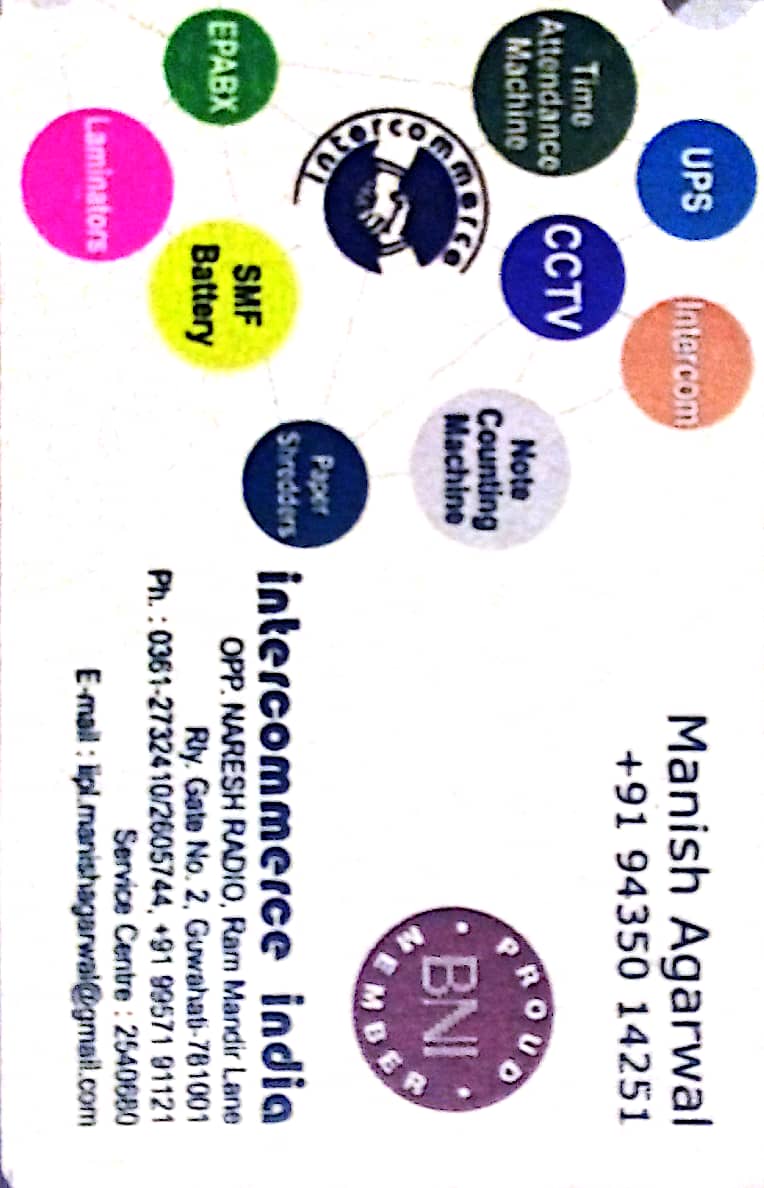 UPS
Intercom
Time
Attendance
Machine
CCTV
Note
Counting
Machine
intercommerce
Paper
Shredders
EPABX
SMF
Battery
Laminators
Manish Agarwal
+91 94350 14251
PROUD
BNI
MEMBER
intercommerce india
OPP. NARESH RADIO, Ram Mandir Lane
Rly. Gate No. 2, Guwahati-781001
Ph. : 0361-2732410/2605744, +91 99571 91121
Service Centre : 2540680
E-mail : iipl.manishagarwal@gmail.com